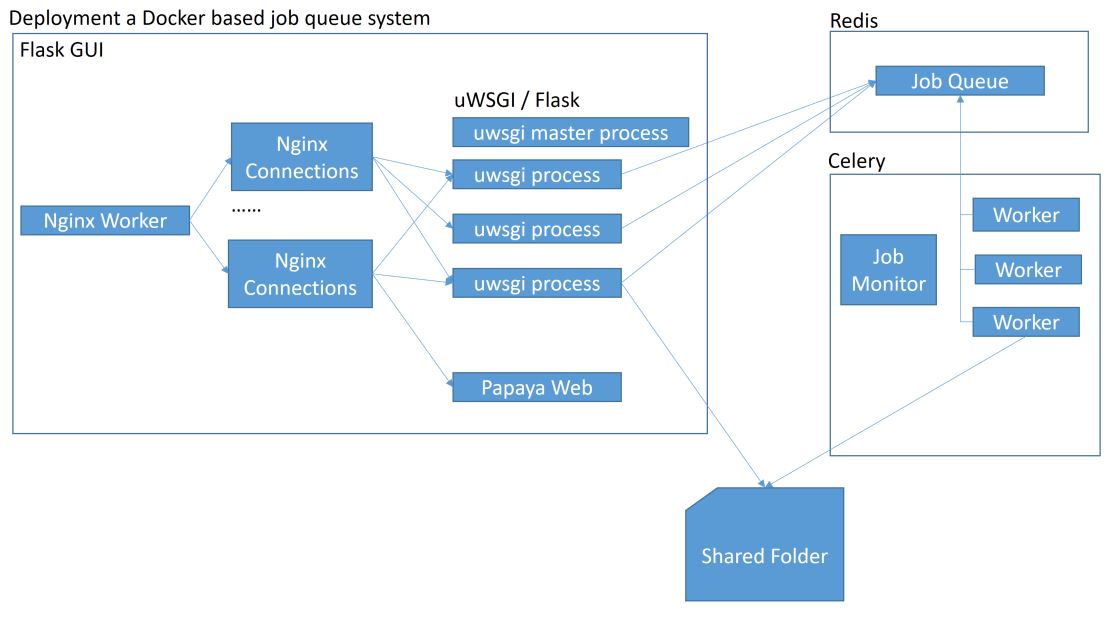 Deployment a Docker based job queue system
Flask GUI
Nginx Worker
Nginx
Connections
......
Nginx
Connections
uWSGI / Flask
uwsgi master process
uwsgi process
uwsgi process
uwsgi process
Papaya Web
Redis
Job Queue
Celery
Job
Monitor
Worker
Worker
Worker
Shared Folder